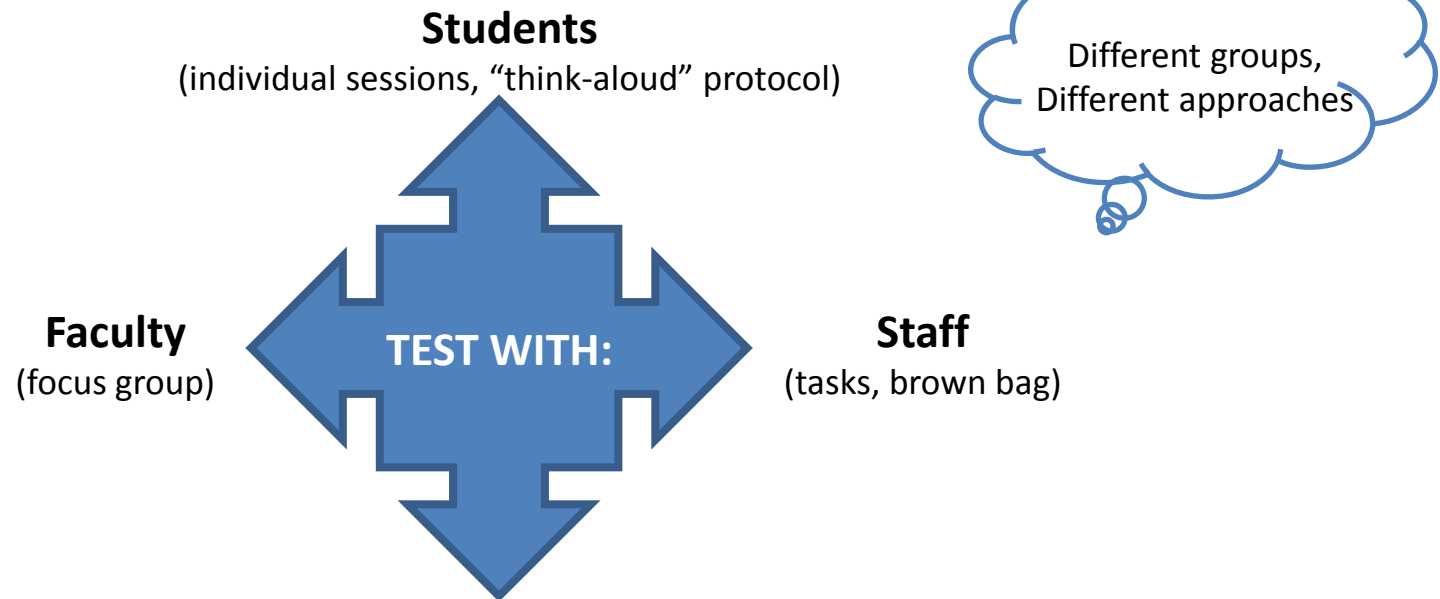 Students
(individual sessions, “think-aloud” protocol)
Different groups,
Different approaches
Faculty
(focus group)
TEST WITH:
Staff
(tasks, brown bag)